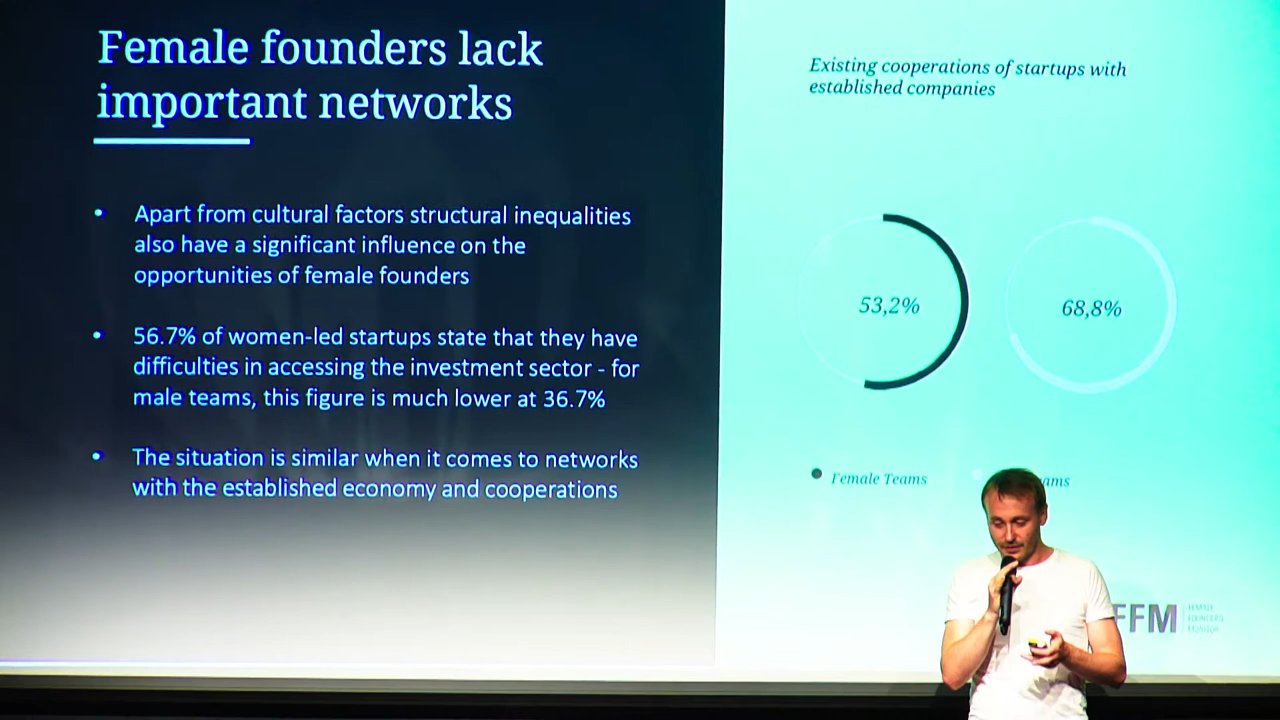 Female founders lack
important networks
• Apart from cultural factors structural inequalities
also have a significant influence on the
opportunities of female founders
• 56.7% of women-led startups state that they have
difficulties in accessing the investment sector - for
male teams, this figure is much lower at 36.7%
• The situation is similar when it comes to networks
with the established economy and cooperations
Existing cooperations of startups with
established companies
53,2%
68,8%
Female Teams
ams
FFM
FEMALE
FOUNDERS
MONITOR